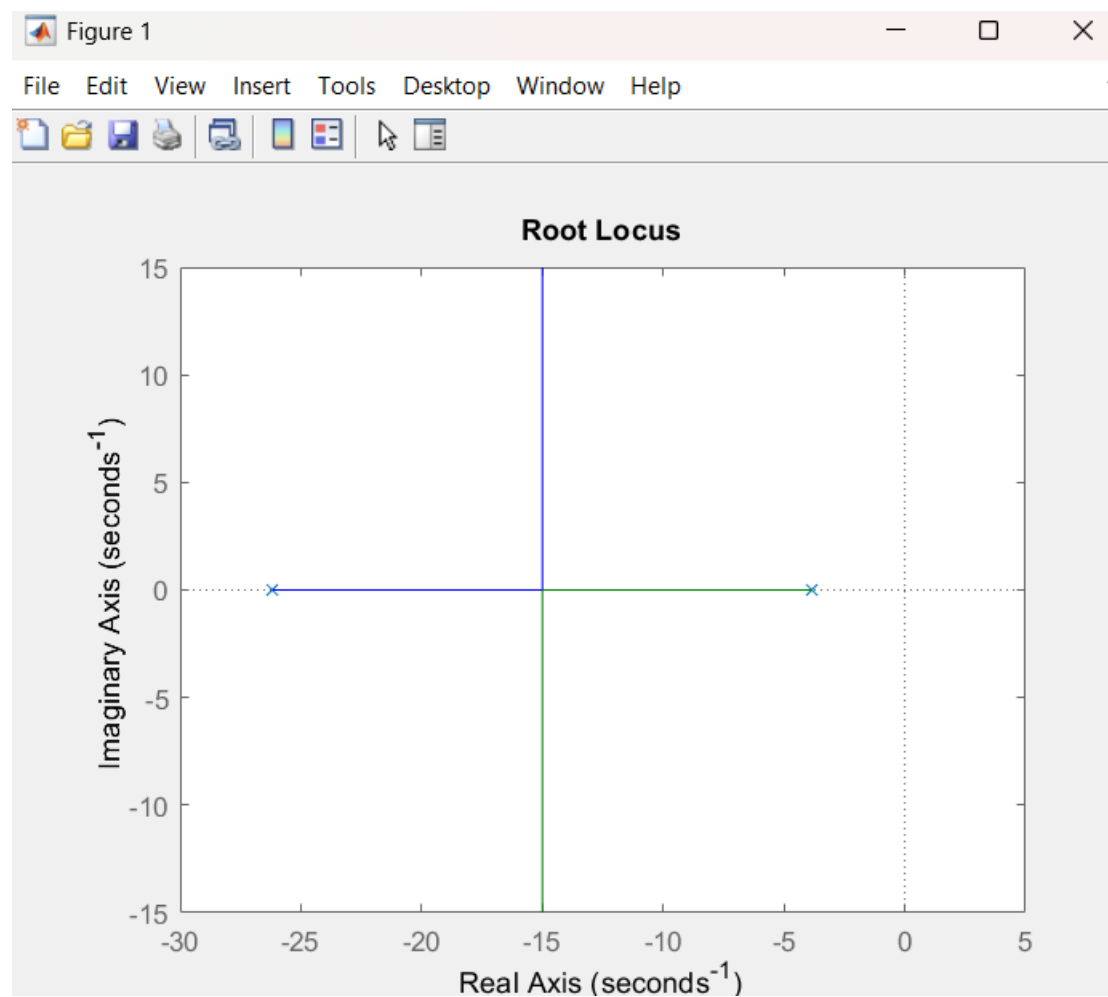 Figure 1
File Edit View Insert Tools Desktop Window Help
Root Locus
15
10
5
0
-5
-10
-15
Imaginary Axis (seconds⁻¹)
-30 -25 -20 -15 -10 -5 0 5
Real Axis (seconds⁻¹)